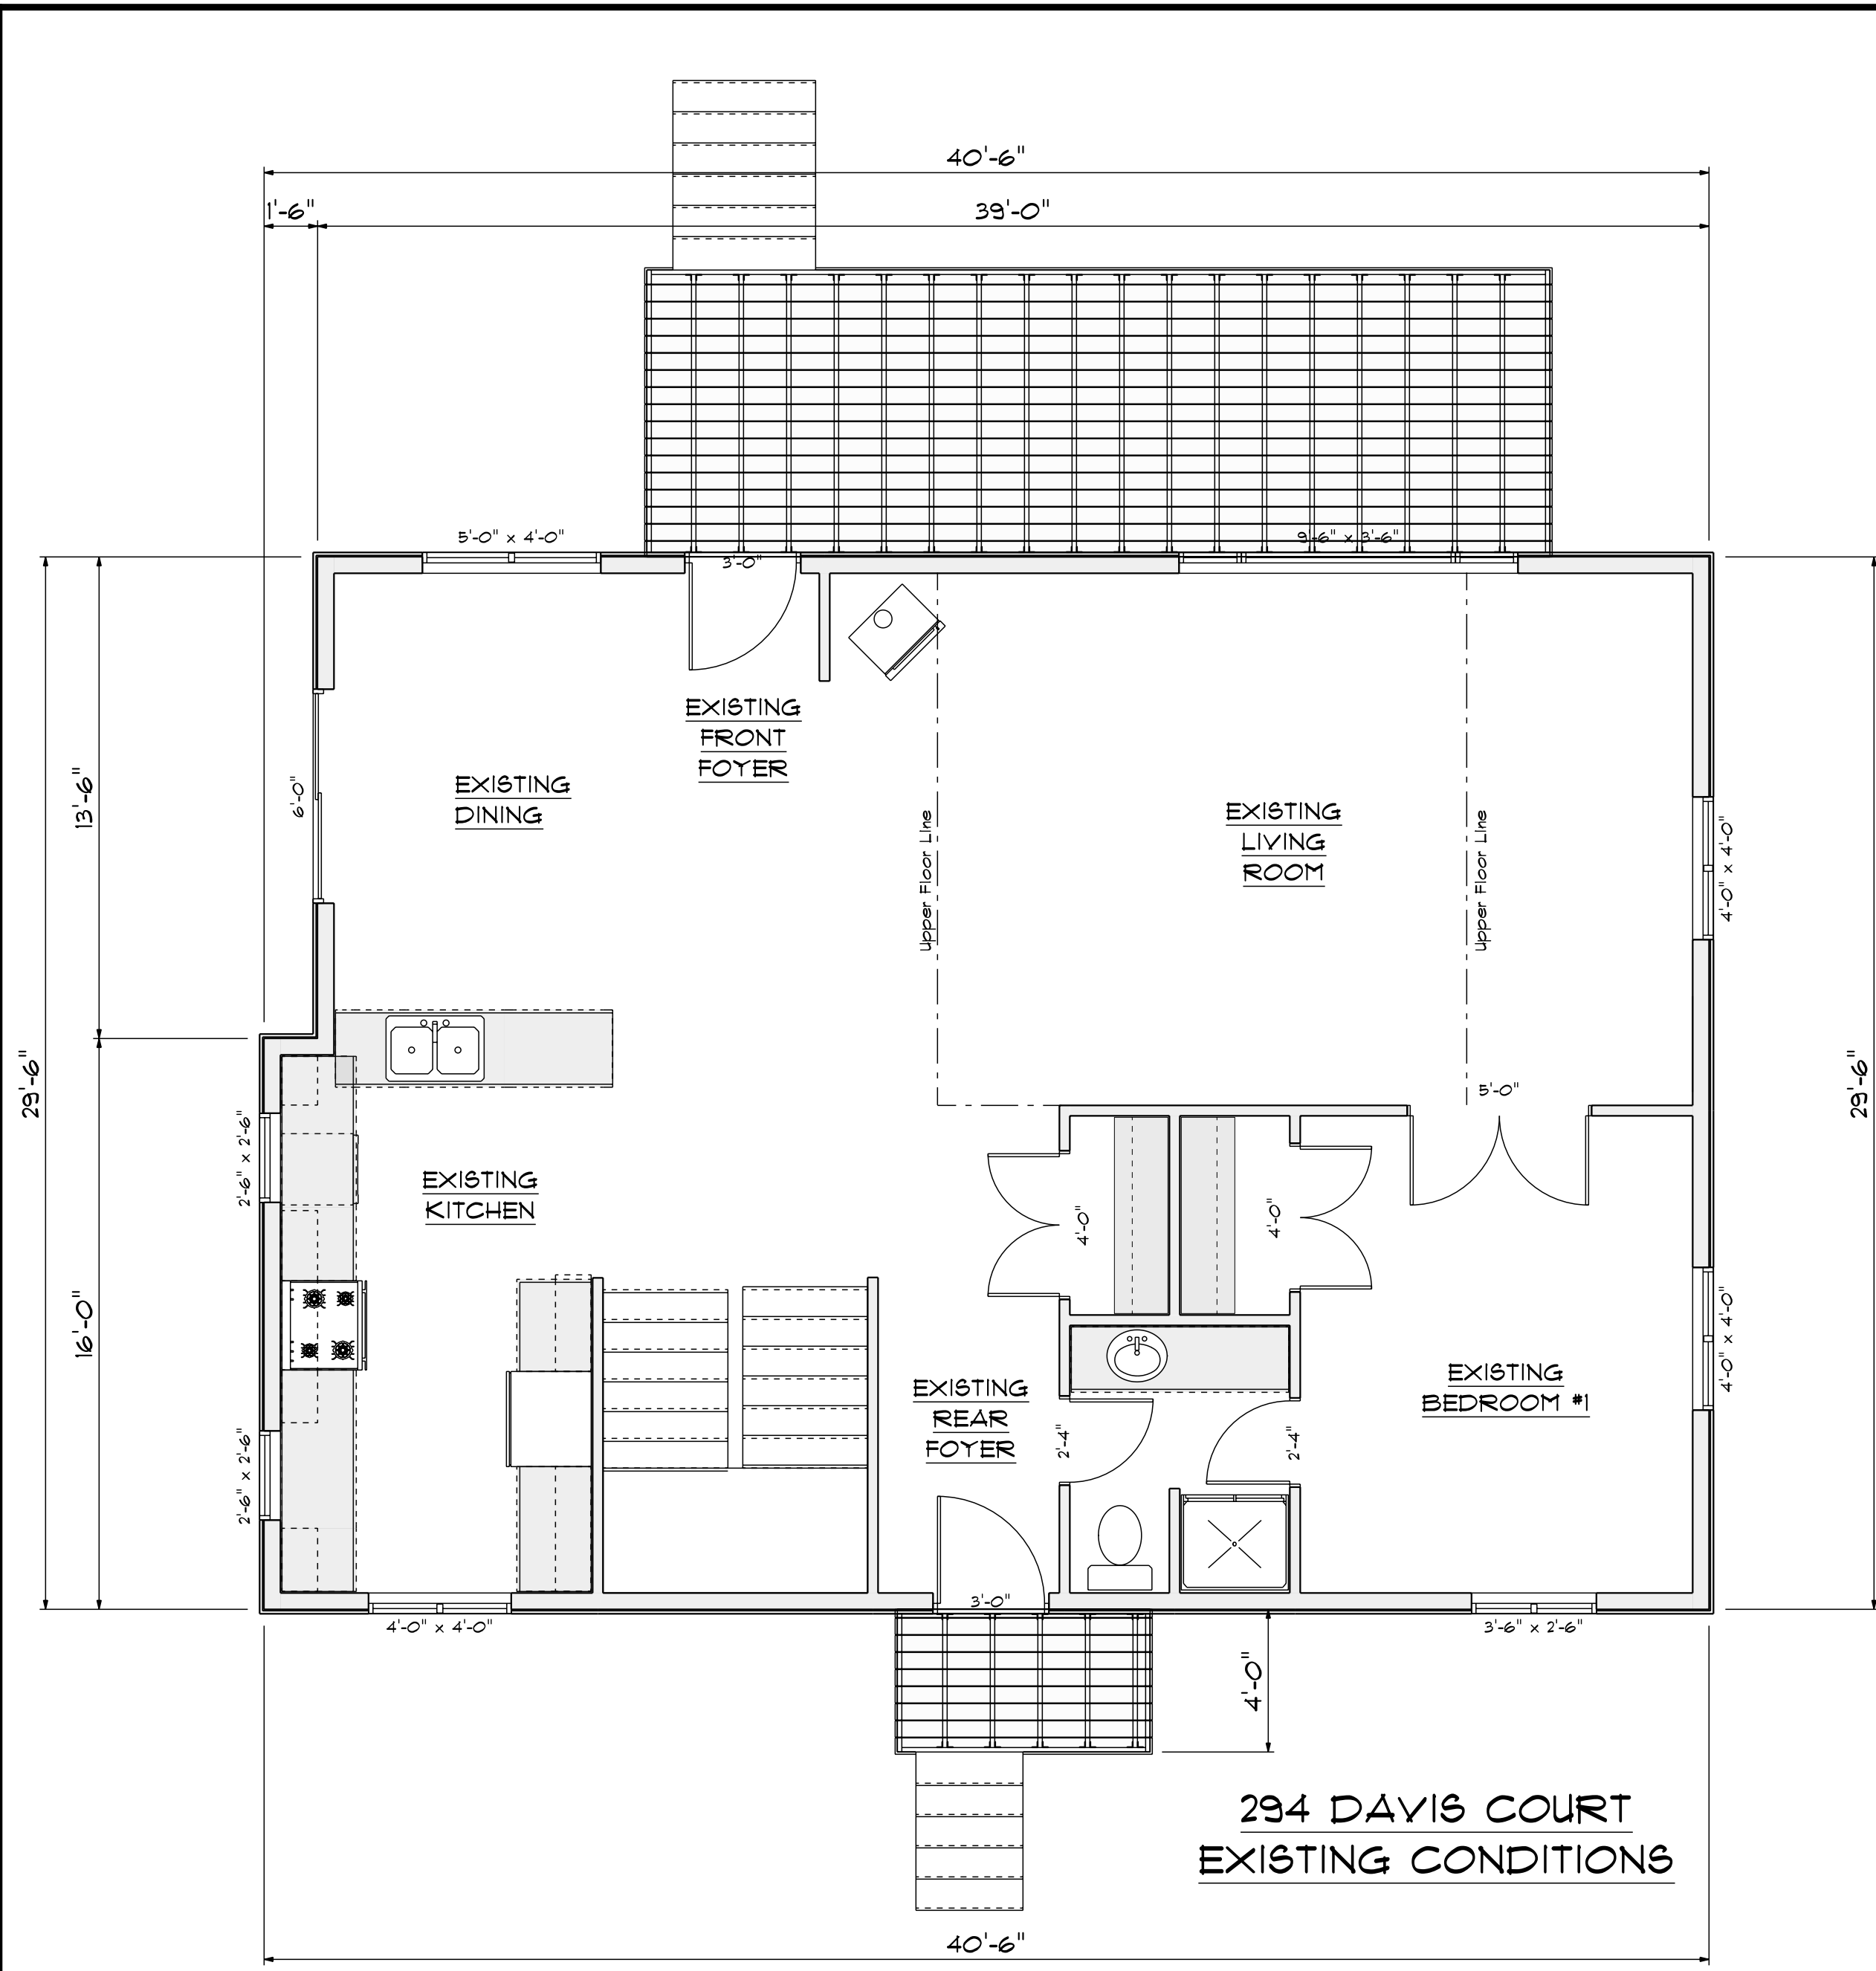 40'-6"
1'-6"
39'-0"
5'-0" x 4'-0"
3'-0"
9'-6" x 3'-6"
EXISTING
FRONT
FOYER
EXISTING
DINING
EXISTING
LIVING
ROOM
6'-0"
13'-6"
Upper Floor Line
Upper Floor Line
4'-0" x 4'-0"
29'-6"
29'-6"
5'-0"
2'-6" x 2'-6"
EXISTING
KITCHEN
4'-0"
4'-0"
16'-0"
4'-0" x 4'-0"
EXISTING
REAR
FOYER
EXISTING
BEDROOM #1
2'-4"
2'-4"
2'-6" x 2'-6"
3'-0"
4'-0" x 4'-0"
3'-6" x 2'-6"
4'-0"
294 DAVIS COURT
EXISTING CONDITIONS
40'-6"